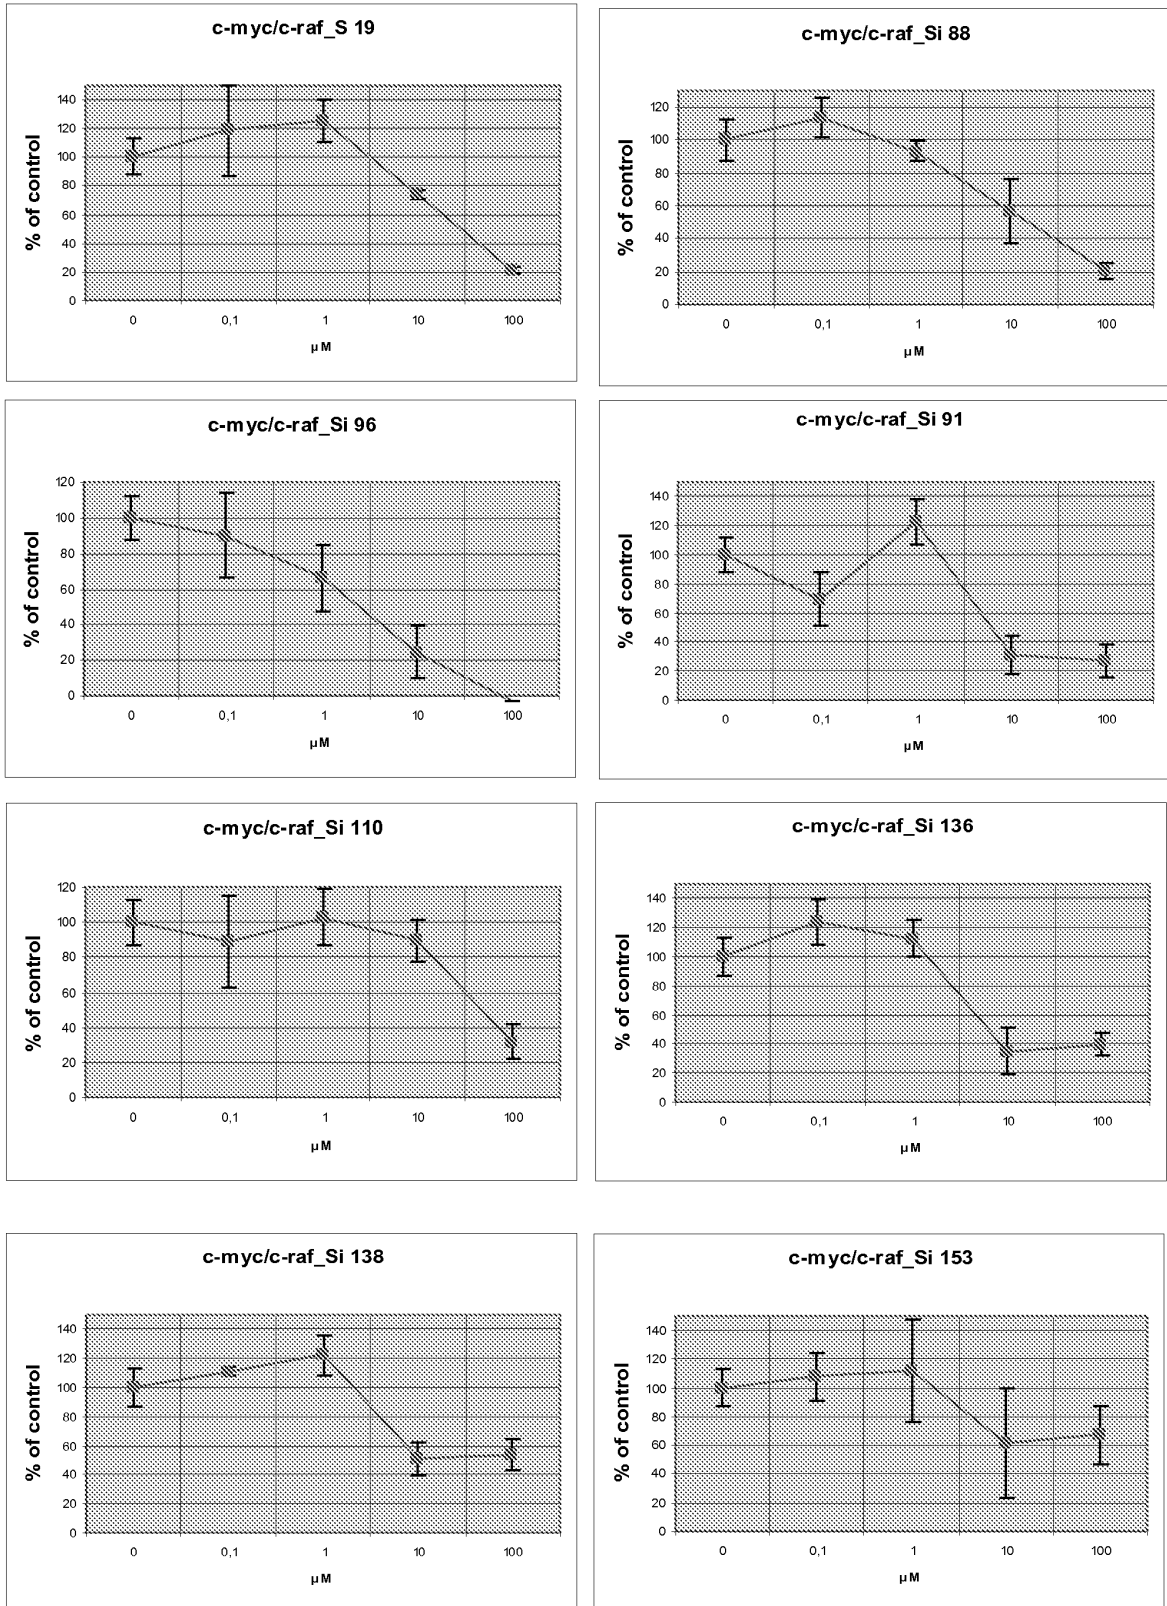 c-myc/c-raf_S 19
% of control
140
120
100
80
60
40
20
0
0 0,1 1 10 100
µM
c-myc/c-raf_Si 88
% of control
120
100
80
60
40
20
0
0 0,1 1 10 100
µM
c-myc/c-raf_Si 96
% of control
120
100
80
60
40
20
0
0 0,1 1 10 100
µM
c-myc/c-raf_Si 91
% of control
140
120
100
80
60
40
20
0
0 0,1 1 10 100
µM
c-myc/c-raf_Si 110
% of control
120
100
80
60
40
20
0
0 0,1 1 10 100
µM
c-myc/c-raf_Si 136
% of control
140
120
100
80
60
40
20
0
0 0,1 1 10 100
µM
c-myc/c-raf_Si 138
% of control
140
120
100
80
60
40
20
0
0 0,1 1 10 100
µM
c-myc/c-raf_Si 153
% of control
140
120
100
80
60
40
20
0
0 0,1 1 10 100
µM